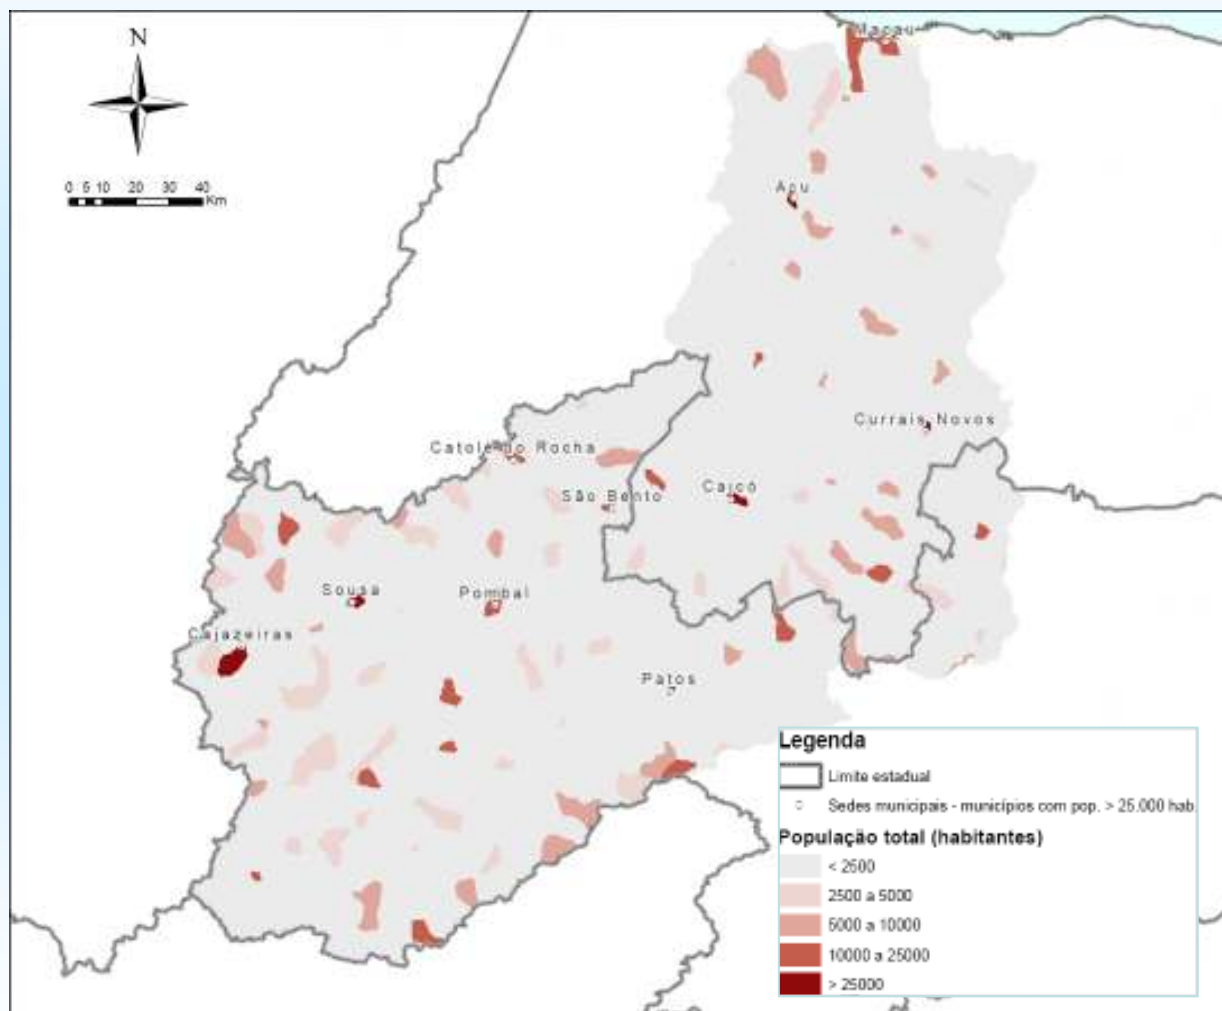 N
Macau
0 5 10 20 30 40
Km
Açu
Currais Novos
Catolé do Rocha
São Bento
Caicó
Sousa
Pombal
Cajazeiras
Patos
Legenda
Limite estadual
Sedes municipais - municípios com pop. > 25.000 hab.
População total (habitantes)
< 2500
2500 a 5000
5000 a 10000
10000 a 25000
> 25000